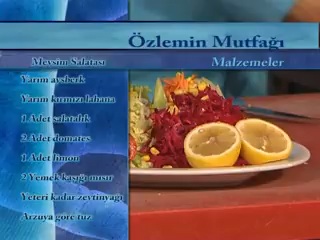 Özlemin Mutfağı
Malzemeler
Mevsim Salatası
Yarım aysberk
Yarım kırmızı lahana
1 Adet salatalık
2 Adet domates
1 Adet limon
2 Yemek kaşığı mısır
Yeteri kadar zeytinyağı
Arzuya göre tuz